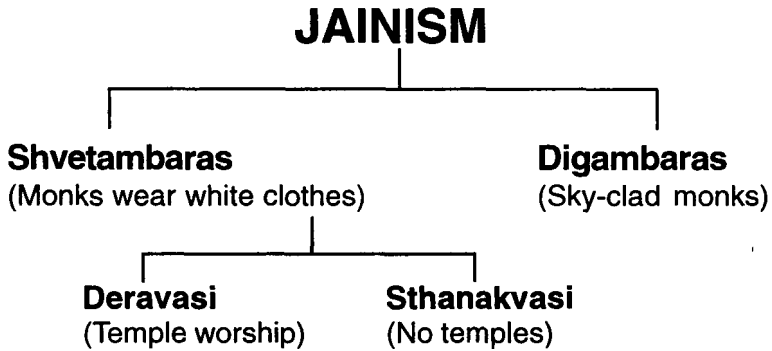 JAINISM
Shvetambaras
(Monks wear white clothes)
Digambaras
(Sky-clad monks)
Deravasi
(Temple worship)
Sthanakvasi
(No temples)